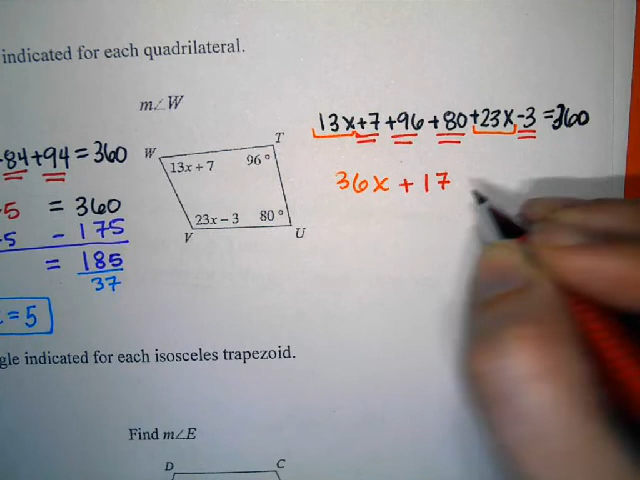 indicated for each quadrilateral.
m∠W
84+94=360
5 = 360
5 - 175
= 185
37
= 5
W T
13x + 7 96°
23x – 3 80°
V U
13x+7+96+80+23x-3=360
36x + 17
gle indicated for each isosceles trapezoid.
Find m∠E
D C